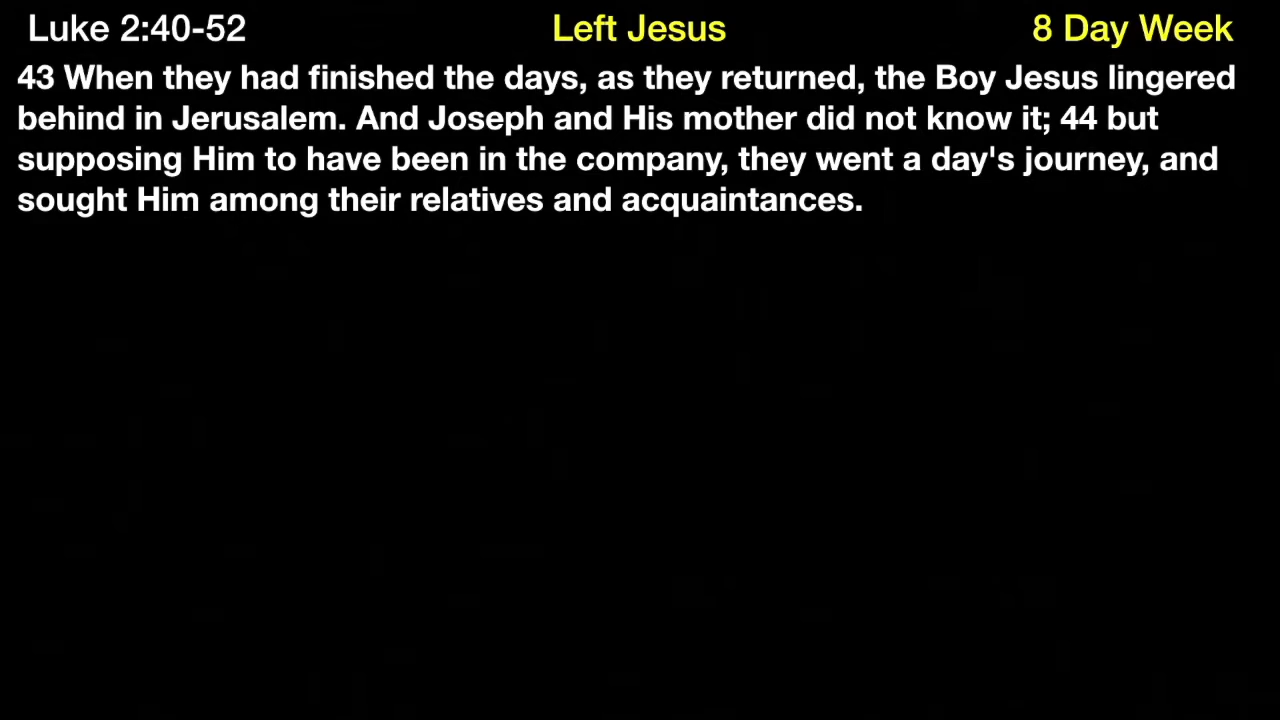 Luke 2:40-52 Left Jesus 8 Day Week
43 When they had finished the days, as they returned, the Boy Jesus lingered
behind in Jerusalem. And Joseph and His mother did not know it; 44 but
supposing Him to have been in the company, they went a day's journey, and
sought Him among their relatives and acquaintances.